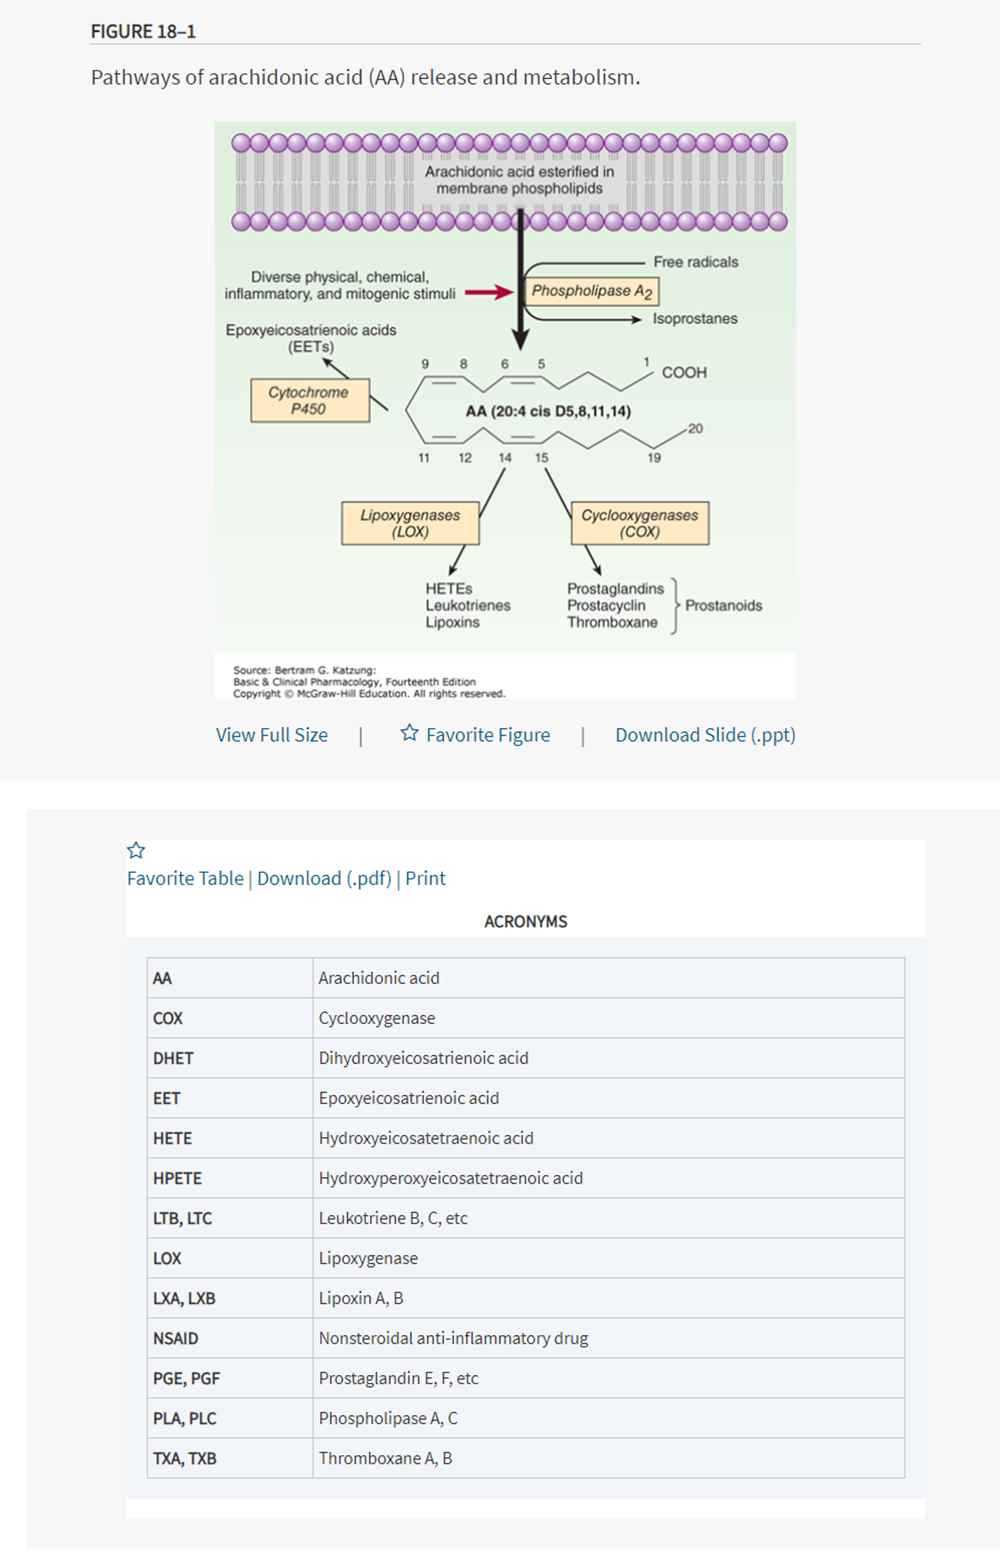 FIGURE 18–1
Pathways of arachidonic acid (AA) release and metabolism.
Arachidonic acid esterified in
membrane phospholipids
Free radicals
Diverse physical, chemical,
inflammatory, and mitogenic stimuli
Phospholipase A2
Isoprostanes
Epoxyeicosatrienoic acids
(EETs)
9 8 6 5 1
COOH
Cytochrome
P450
AA (20:4 cis D5,8,11,14)
20
11 12 14 15 19
Lipoxygenases
(LOX)
Cyclooxygenases
(COX)
HETEs
Leukotrienes
Lipoxins
Prostaglandins
Prostacyclin
Thromboxane
Prostanoids
Source: Bertram G. Katzung:
Basic & Clinical Pharmacology, Fourteenth Edition
Copyright © McGraw-Hill Education. All rights reserved.
View Full Size | Favorite Figure | Download Slide (.ppt)
Favorite Table | Download (.pdf) | Print
ACRONYMS
AA Arachidonic acid
COX Cyclooxygenase
DHET Dihydroxyeicosatrienoic acid
EET Epoxyeicosatrienoic acid
HETE Hydroxyeicosatetraenoic acid
HPETE Hydroxyperoxyeicosatetraenoic acid
LTB, LTC Leukotriene B, C, etc
LOX Lipoxygenase
LXA, LXB Lipoxin A, B
NSAID Nonsteroidal anti-inflammatory drug
PGE, PGF Prostaglandin E, F, etc
PLA, PLC Phospholipase A, C
TXA, TXB Thromboxane A, B